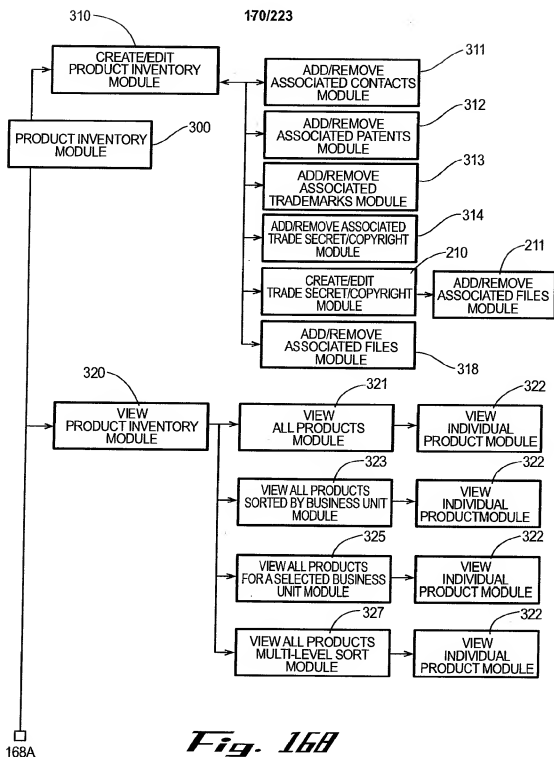 170/223
310
CREATE/EDIT
PRODUCT INVENTORY
MODULE
311
ADD/REMOVE
ASSOCIATED CONTACTS
MODULE
312
ADD/REMOVE
ASSOCIATED PATENTS
MODULE
PRODUCT INVENTORY
MODULE
300
313
ADD/REMOVE
ASSOCIATED
TRADEMARKS MODULE
314
ADD/REMOVE ASSOCIATED
TRADE SECRET/COPYRIGHT
MODULE
210
CREATE/EDIT
TRADE SECRET/COPYRIGHT
MODULE
211
ADD/REMOVE
ASSOCIATED FILES
MODULE
ADD/REMOVE
ASSOCIATED FILES
MODULE
318
320
VIEW
PRODUCT INVENTORY
MODULE
321
VIEW
ALL PRODUCTS
MODULE
322
VIEW
INDIVIDUAL
PRODUCT MODULE
323
VIEW ALL PRODUCTS
SORTED BY BUSINESS UNIT
MODULE
322
VIEW
INDIVIDUAL
PRODUCTMODULE
325
VIEW ALL PRODUCTS
FOR A SELECTED BUSINESS
UNIT MODULE
322
VIEW
INDIVIDUAL
PRODUCT MODULE
327
VIEW ALL PRODUCTS
MULTI-LEVEL SORT
MODULE
322
VIEW
INDIVIDUAL
PRODUCT MODULE
168A
Fig. 168